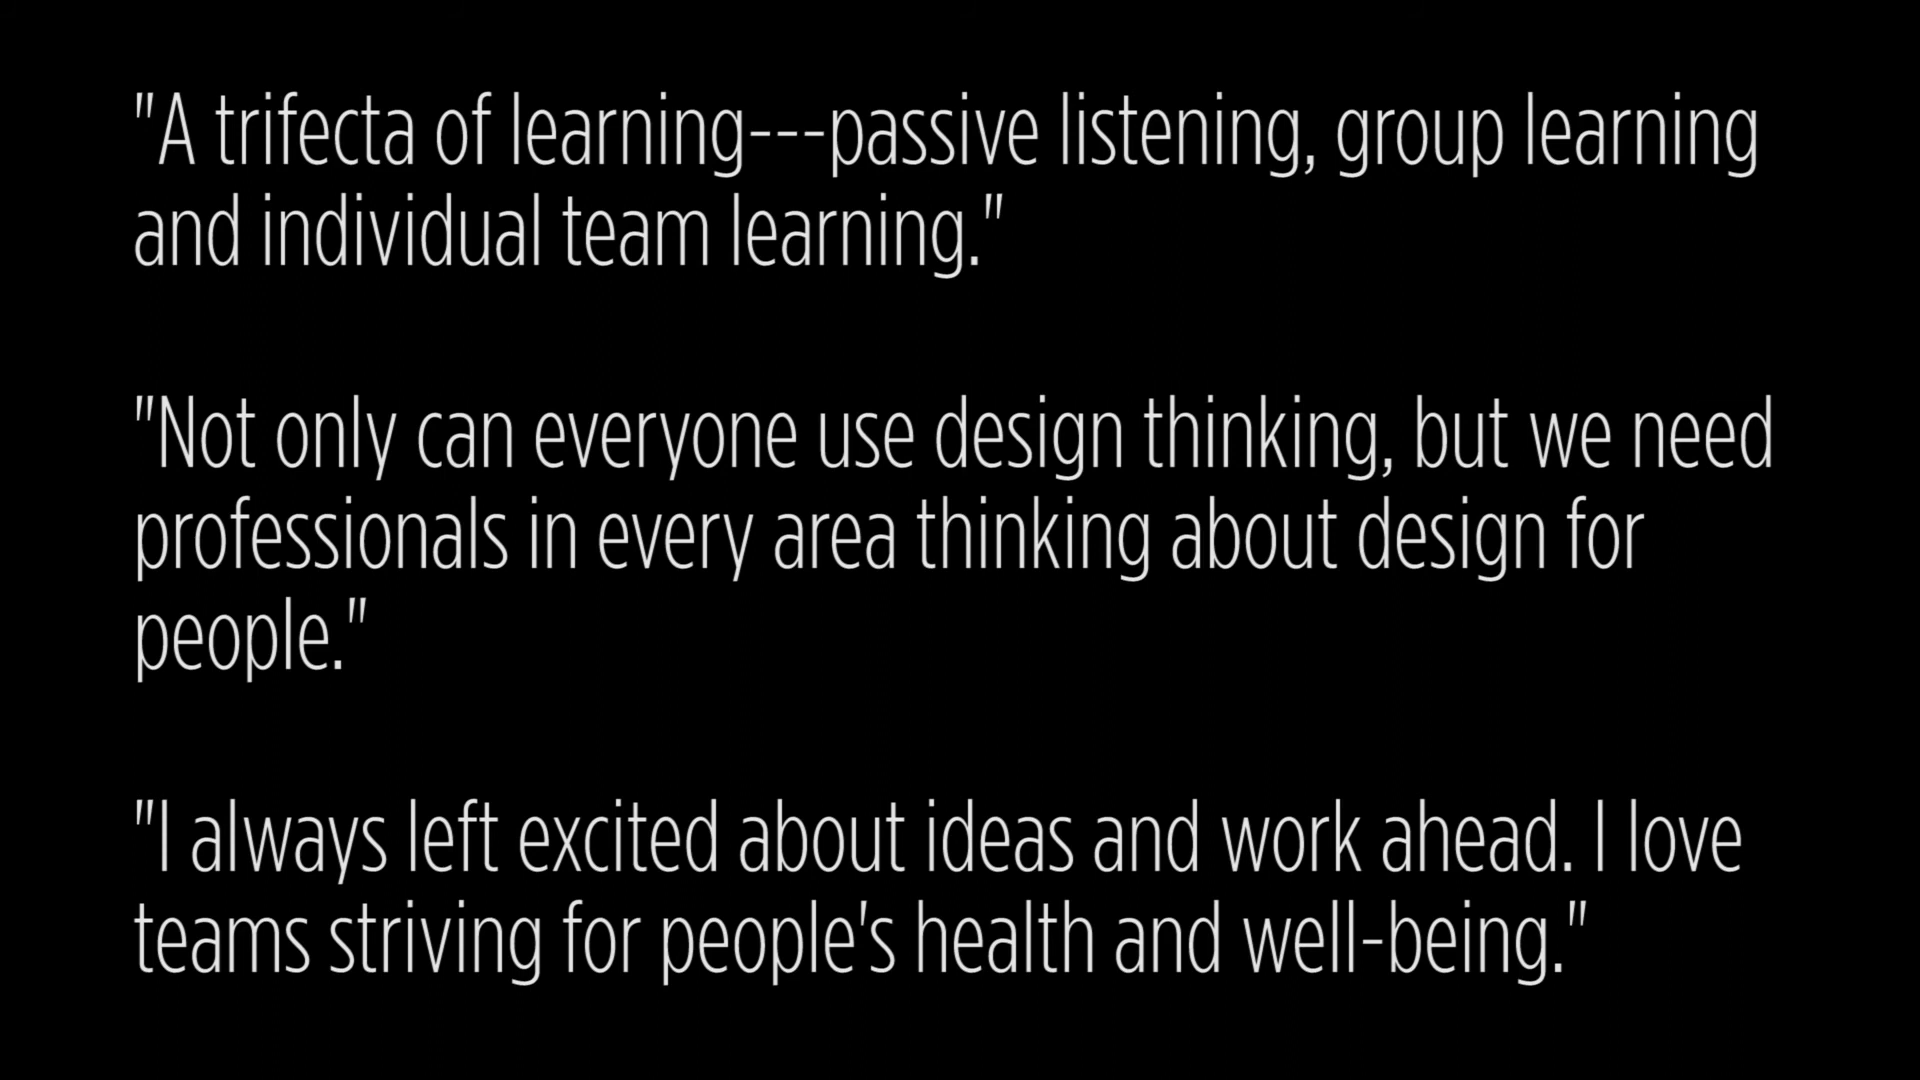 "A trifecta of learning---passive listening, group learning
and individual team learning."
"Not only can everyone use design thinking, but we need
professionals in every area thinking about design for
people."
"I always left excited about ideas and work ahead. I love
teams striving for people's health and well-being."